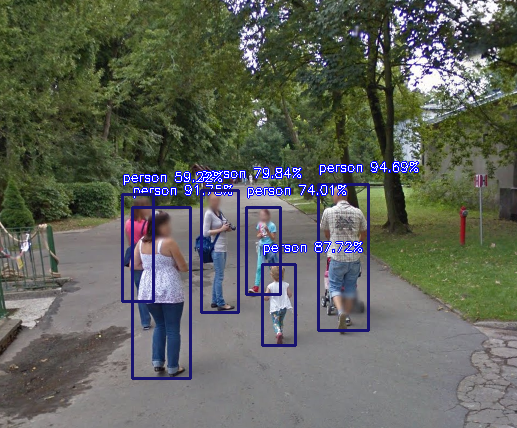 person 59.22%
person 79.84%
person 94.69%
person 91.75%
person 74.01%
person 87.72%